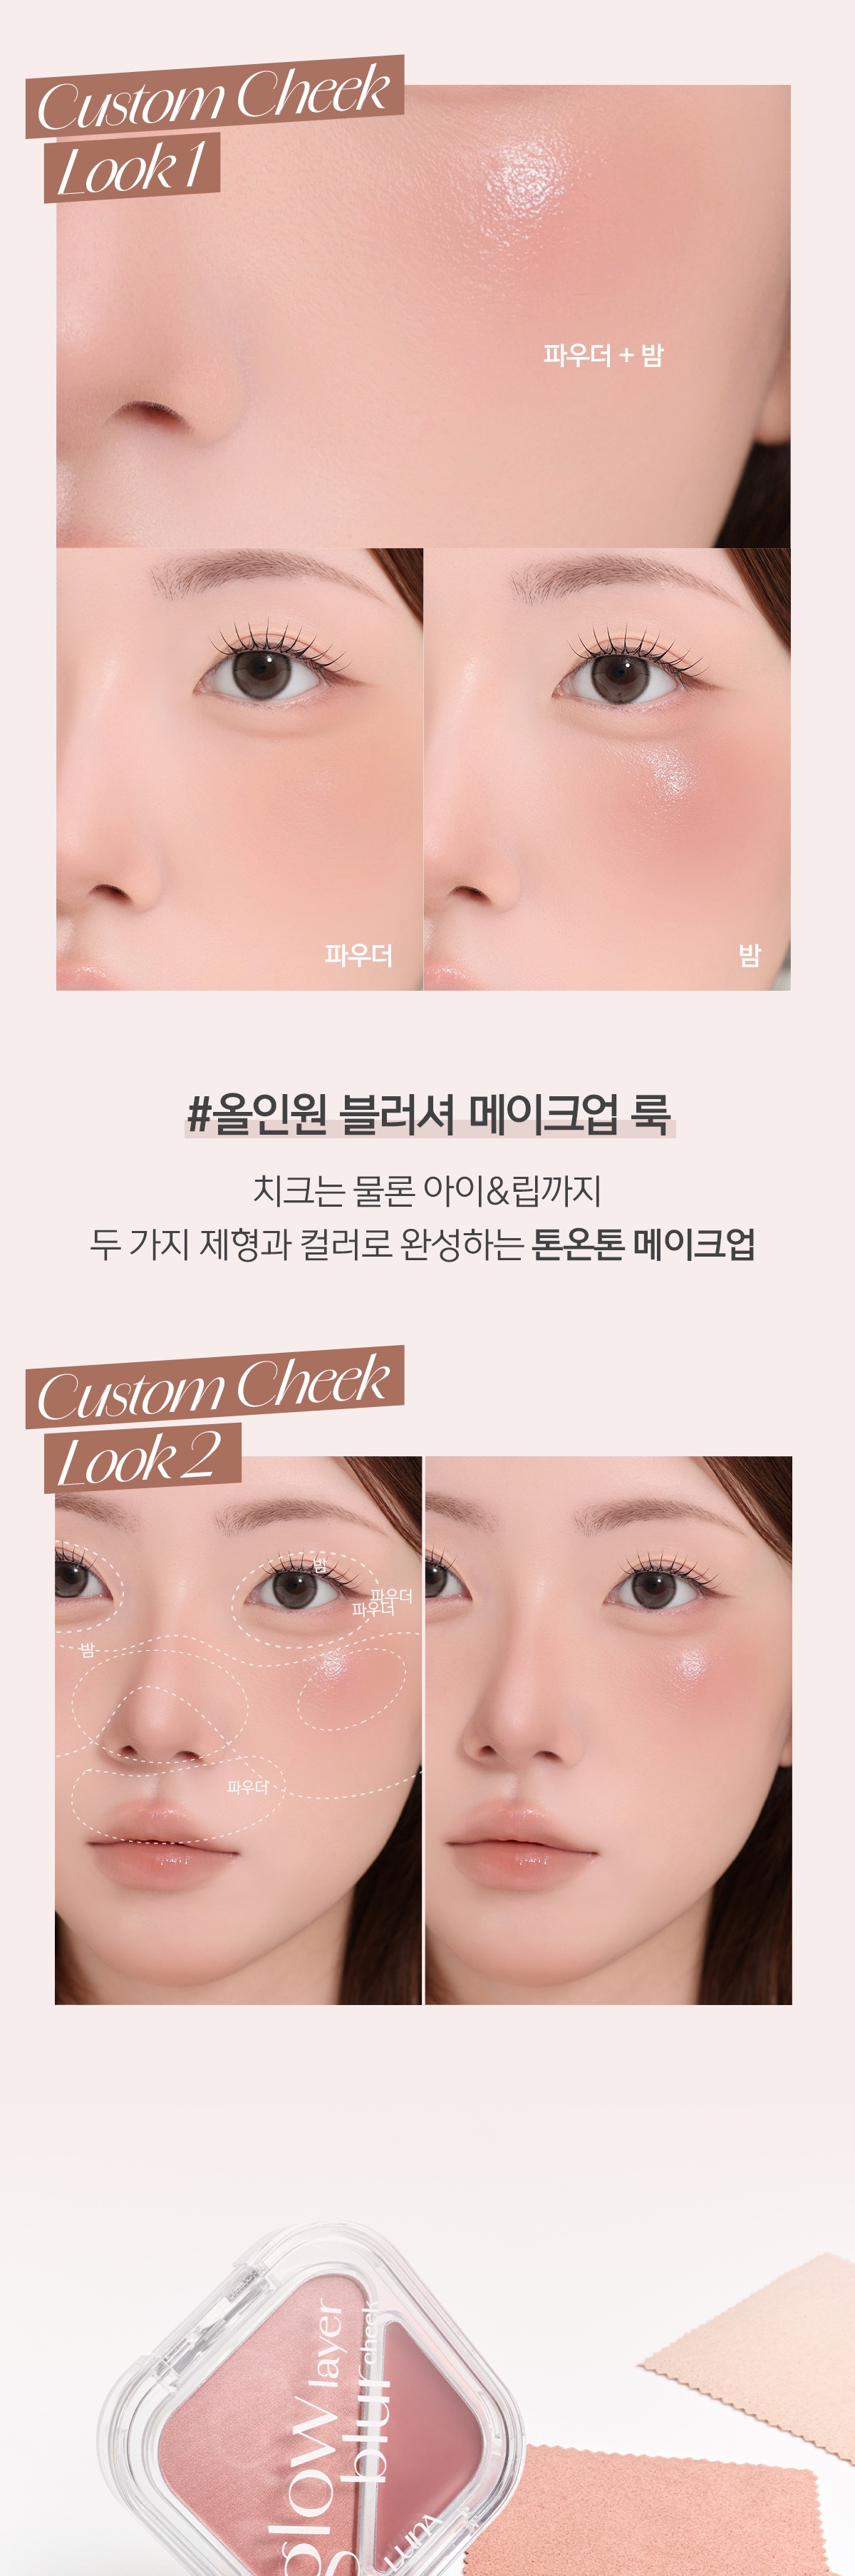 Custom Cheek
Look 1
파우더 + 밤
파우더
밤
#올인원 블러셔 메이크업 룩
치크는 물론 아이&립까지
두 가지 제형과 컬러로 완성하는 톤온톤 메이크업
Custom Cheek
Look 2
밤
파우더
파우더
밤
파우더
glow layer
blur cheek
LUNA